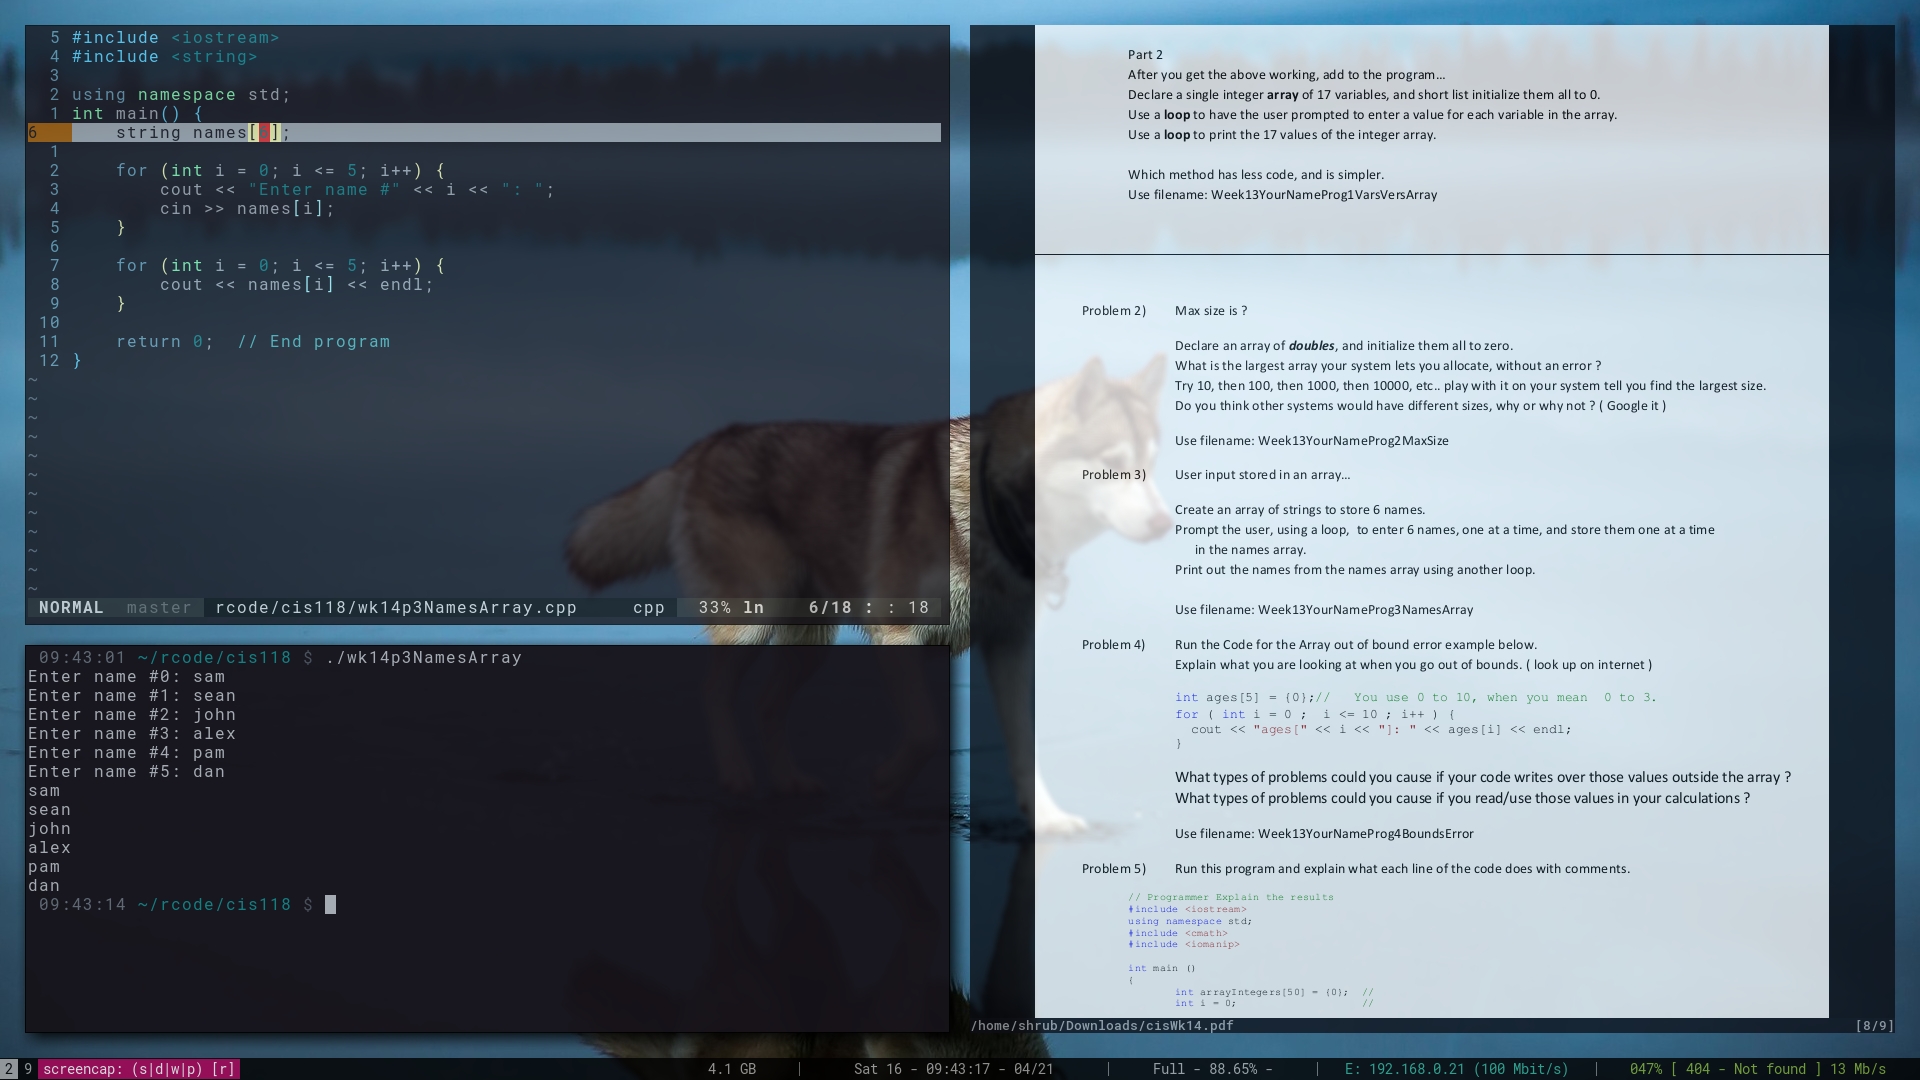 5 #include <iostream>
4 #include <string>
3
2 using namespace std;
1 int main() {
6 string names[ ];
1
2 for (int i = 0; i <= 5; i++) {
3 cout << "Enter name #" << i << ": ";
4 cin >> names[i];
5 }
6
7 for (int i = 0; i <= 5; i++) {
8 cout << names[i] << endl;
9 }
10
11 return 0; // End program
12 }
~
~
~
~
~
~
~
~
~
~
~
~
NORMAL master rcode/cis118/wk14p3NamesArray.cpp cpp 33% ln 6/18 : : 18
09:43:01 ~/rcode/cis118 $ ./wk14p3NamesArray
Enter name #0: sam
Enter name #1: sean
Enter name #2: john
Enter name #3: alex
Enter name #4: pam
Enter name #5: dan
sam
sean
john
alex
pam
dan
09:43:14 ~/rcode/cis118 $
Part 2
After you get the above working, add to the program...
Declare a single integer array of 17 variables, and short list initialize them all to 0.
Use a loop to have the user prompted to enter a value for each variable in the array.
Use a loop to print the 17 values of the integer array.
Which method has less code, and is simpler.
Use filename: Week13YourNameProg1VarsVersArray
Problem 2) Max size is ?
Declare an array of doubles, and initialize them all to zero.
What is the largest array your system lets you allocate, without an error ?
Try 10, then 100, then 1000, then 10000, etc.. play with it on your system tell you find the largest size.
Do you think other systems would have different sizes, why or why not ? ( Google it )
Use filename: Week13YourNameProg2MaxSize
Problem 3) User input stored in an array...
Create an array of strings to store 6 names.
Prompt the user, using a loop, to enter 6 names, one at a time, and store them one at a time
in the names array.
Print out the names from the names array using another loop.
Use filename: Week13YourNameProg3NamesArray
Problem 4) Run the Code for the Array out of bound error example below.
Explain what you are looking at when you go out of bounds. ( look up on internet )
int ages[5] = {0};// You use 0 to 10, when you mean 0 to 3.
for ( int i = 0 ; i <= 10 ; i++ ) {
cout << "ages[" << i << "]: " << ages[i] << endl;
}
What types of problems could you cause if your code writes over those values outside the array ?
What types of problems could you cause if you read/use those values in your calculations ?
Use filename: Week13YourNameProg4BoundsError
Problem 5) Run this program and explain what each line of the code does with comments.
// Programmer Explain the results
#include <iostream>
using namespace std;
#include <cmath>
#include <iomanip>
int main ()
{
int arrayIntegers[50] = {0}; //
int i = 0; //
/home/shrub/Downloads/cisWk14.pdf [8/9]
2 9 screencap: (s|d|w|p) [r] 4.1 GB | Sat 16 - 09:43:17 - 04/21 | Full - 88.65% - | E: 192.168.0.21 (100 Mbit/s) | 047% [ 404 - Not found ] 13 Mb/s